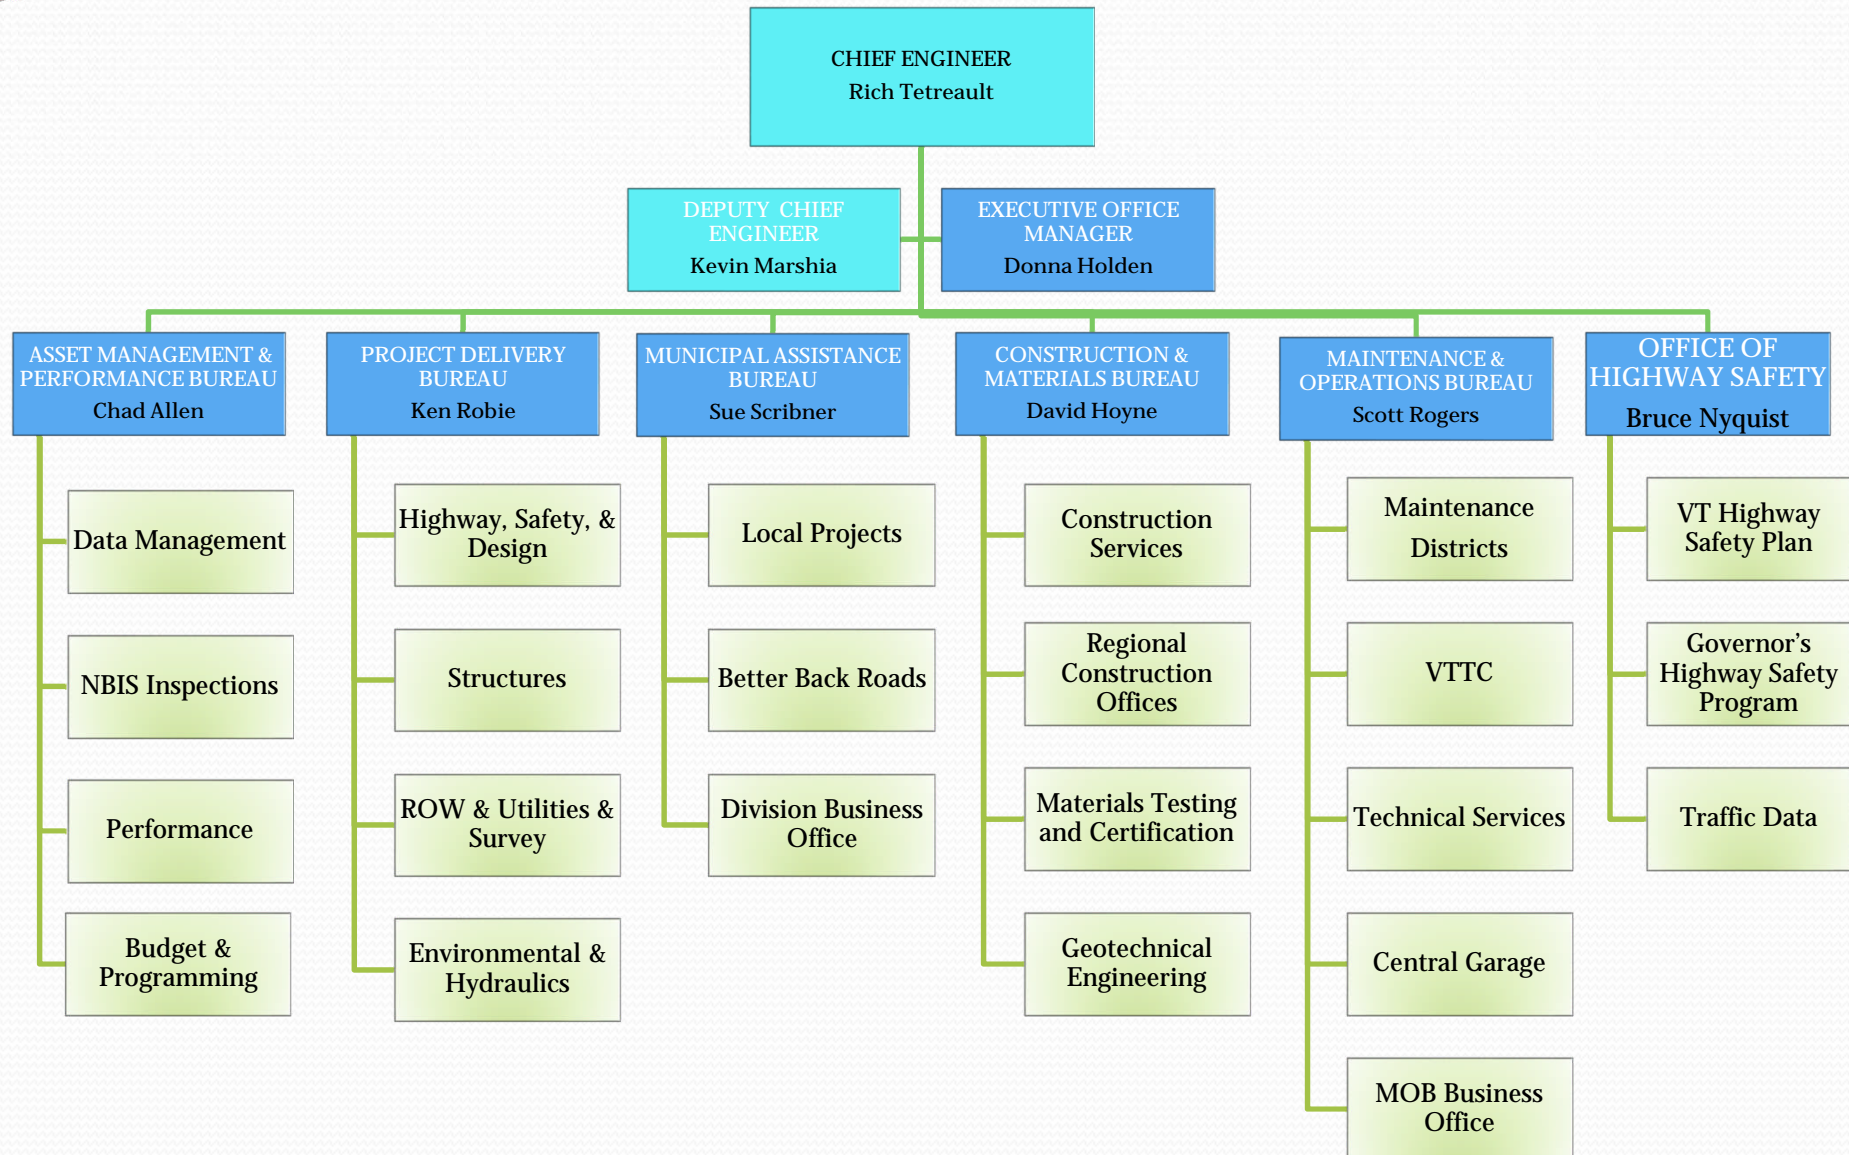 CHIEF ENGINEER
Rich Tetreault
DEPUTY CHIEF
ENGINEER
Kevin Marshia
EXECUTIVE OFFICE
MANAGER
Donna Holden
ASSET MANAGEMENT &
PERFORMANCE BUREAU
Chad Allen
Data Management
NBIS Inspections
Performance
Budget &
Programming
PROJECT DELIVERY
BUREAU
Ken Robie
Highway, Safety, &
Design
Structures
ROW & Utilities &
Survey
Environmental &
Hydraulics
MUNICIPAL ASSISTANCE
BUREAU
Sue Scribner
Local Projects
Better Back Roads
Division Business
Office
CONSTRUCTION &
MATERIALS BUREAU
David Hoyne
Construction
Services
Regional
Construction
Offices
Materials Testing
and Certification
Geotechnical
Engineering
MAINTENANCE &
OPERATIONS BUREAU
Scott Rogers
Maintenance
Districts
VTTC
Technical Services
Central Garage
MOB Business
Office
OFFICE OF
HIGHWAY SAFETY
Bruce Nyquist
VT Highway
Safety Plan
Governor’s
Highway Safety
Program
Traffic Data